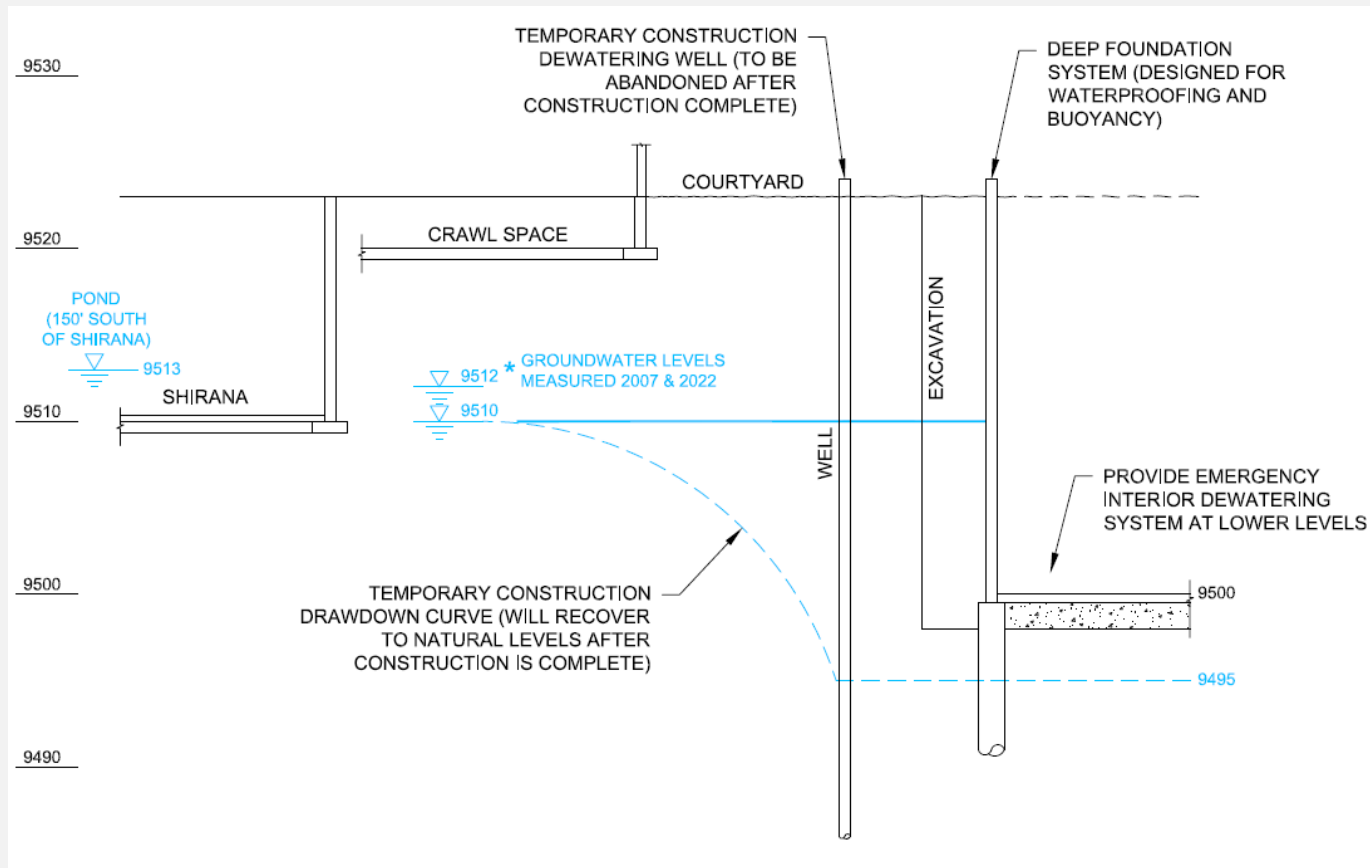 TEMPORARY CONSTRUCTION
DEWATERING WELL (TO BE
ABANDONED AFTER
CONSTRUCTION COMPLETE)
DEEP FOUNDATION
SYSTEM (DESIGNED FOR
WATERPROOFING AND
BUOYANCY)
9530
COURTYARD
9520
CRAWL SPACE
EXCAVATION
POND
(150' SOUTH
OF SHIRANA)
9513
9512 * GROUNDWATER LEVELS
MEASURED 2007 & 2022
SHIRANA
9510
9510
WELL
PROVIDE EMERGENCY
INTERIOR DEWATERING
SYSTEM AT LOWER LEVELS
9500
TEMPORARY CONSTRUCTION
DRAWDOWN CURVE (WILL RECOVER
TO NATURAL LEVELS AFTER
CONSTRUCTION IS COMPLETE)
9500
9495
9490